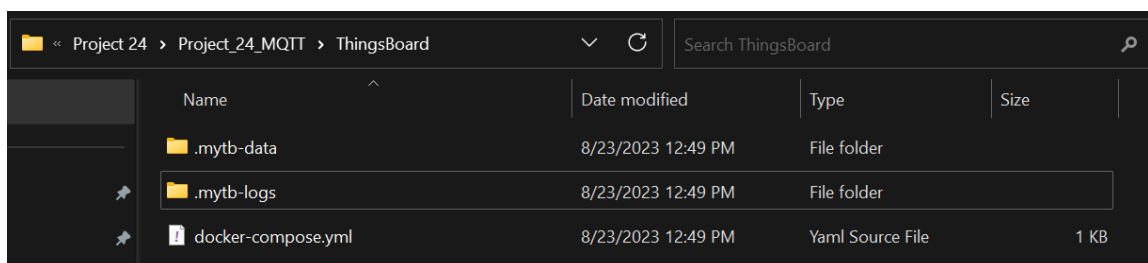 « Project 24 > Project_24_MQTT > ThingsBoard Search ThingsBoard
Name Date modified Type Size
.mytb-data 8/23/2023 12:49 PM File folder
.mytb-logs 8/23/2023 12:49 PM File folder
docker-compose.yml 8/23/2023 12:49 PM Yaml Source File 1 KB